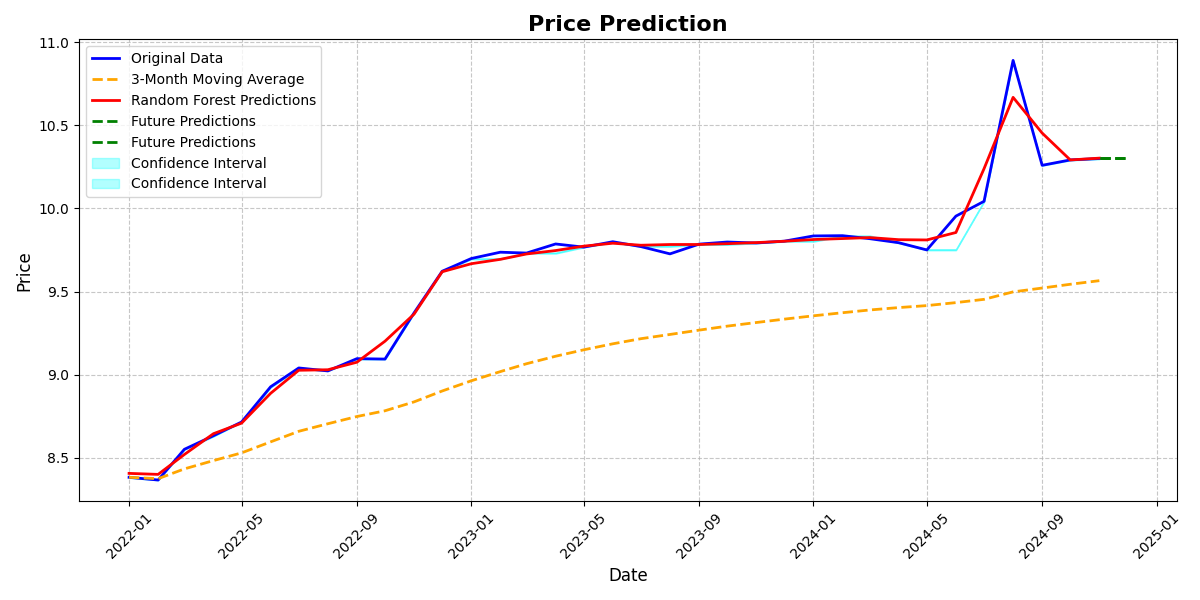 Price Prediction
Original Data
3-Month Moving Average
Random Forest Predictions
Future Predictions
Future Predictions
Confidence Interval
Confidence Interval
Price
11.0
10.5
10.0
9.5
9.0
8.5
2022-01
2022-05
2022-09
2023-01
2023-05
2023-09
2024-01
2024-05
2024-09
2025-01
Date